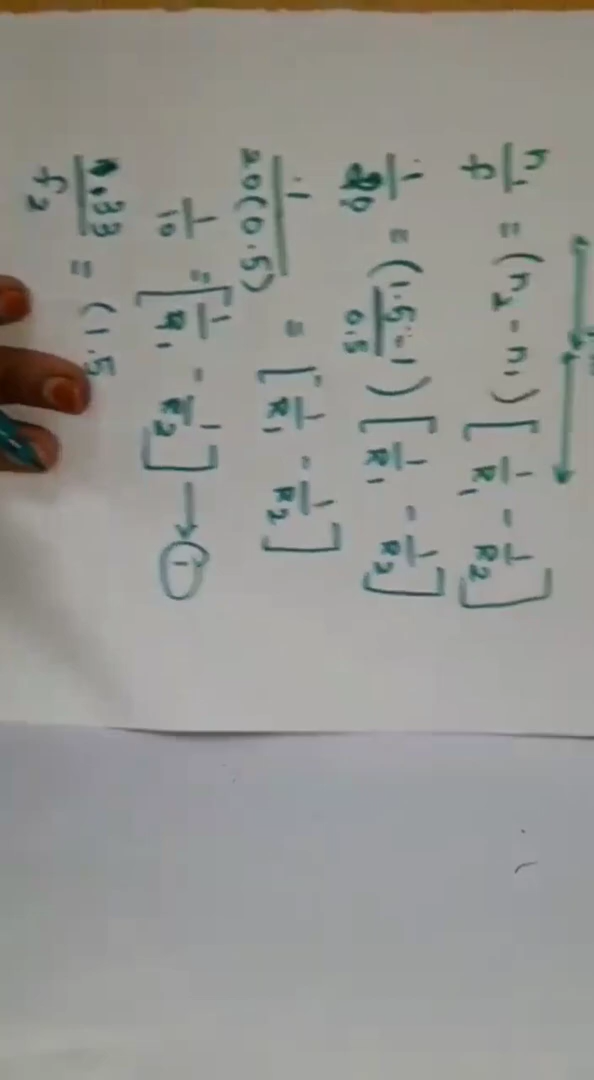 n₁/f = (n₂ - n₁) [1/R₁ - 1/R₂]
1/20 = (1.5 - 1) [1/R₁ - 1/R₂]
0.5
1/20(0.5) = [1/R₁ - 1/R₂]
1/10 = [1/R₁ - 1/R₂] → ①
1.33/f₂ = (1.5